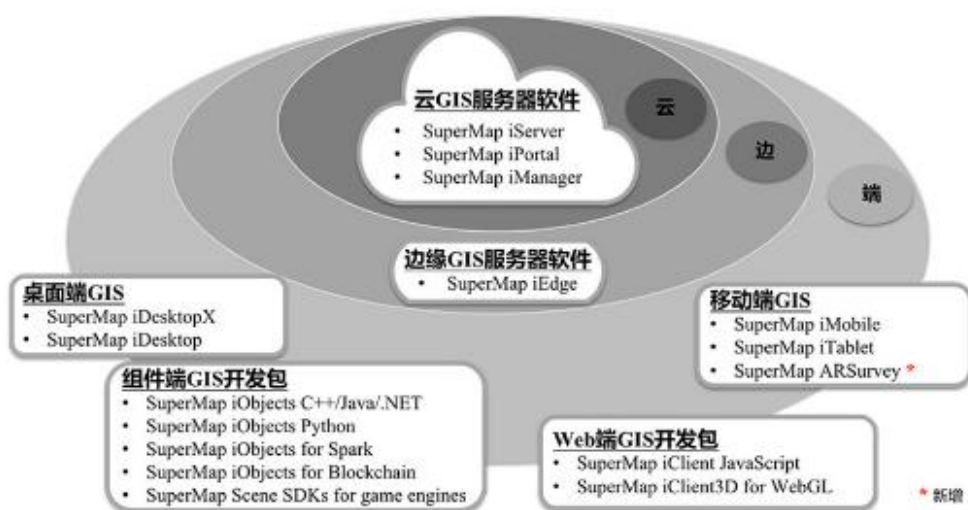 云GIS服务器软件
• SuperMap iServer
• SuperMap iPortal
• SuperMap iManager
云
边
端
边缘GIS服务器软件
• SuperMap iEdge
桌面端GIS
• SuperMap iDesktopX
• SuperMap iDesktop
移动端GIS
• SuperMap iMobile
• SuperMap iTablet
• SuperMap ARSurvey *
组件端GIS开发包
• SuperMap iObjects C++/Java/.NET
• SuperMap iObjects Python
• SuperMap iObjects for Spark
• SuperMap iObjects for Blockchain
• SuperMap Scene SDKs for game engines
Web端GIS开发包
• SuperMap iClient JavaScript
• SuperMap iClient3D for WebGL
* 新增